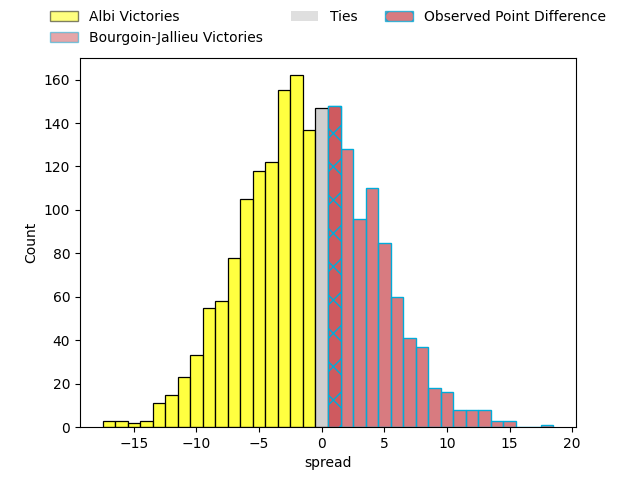 Albi Victories
Bourgoin-Jallieu Victories
Ties
Observed Point Difference
160
140
120
100
80
60
40
20
0
Count
−15 −10 −5 0 5 10 15 20
spread